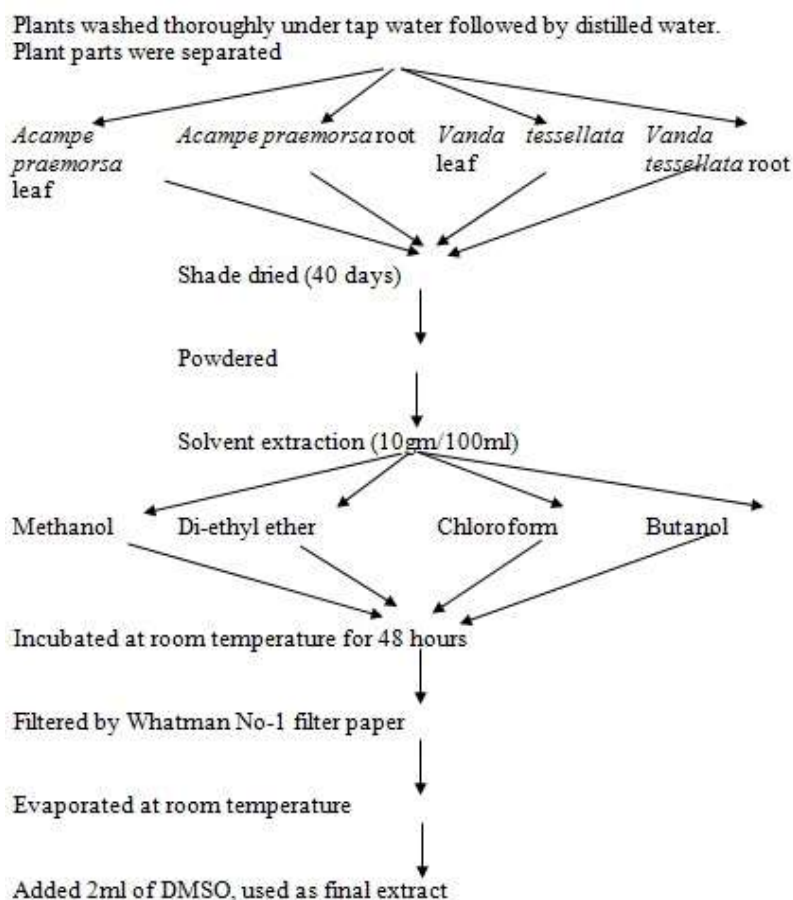 Plants washed thoroughly under tap water followed by distilled water.
Plant parts were separated
Acampe praemorsa leaf
Acampe praemorsa root
Vanda tessellata leaf
Vanda tessellata root
Shade dried (40 days)
Powdered
Solvent extraction (10gm/100ml)
Methanol
Di-ethyl ether
Chloroform
Butanol
Incubated at room temperature for 48 hours
Filtered by Whatman No-1 filter paper
Evaporated at room temperature
Added 2ml of DMSO, used as final extract